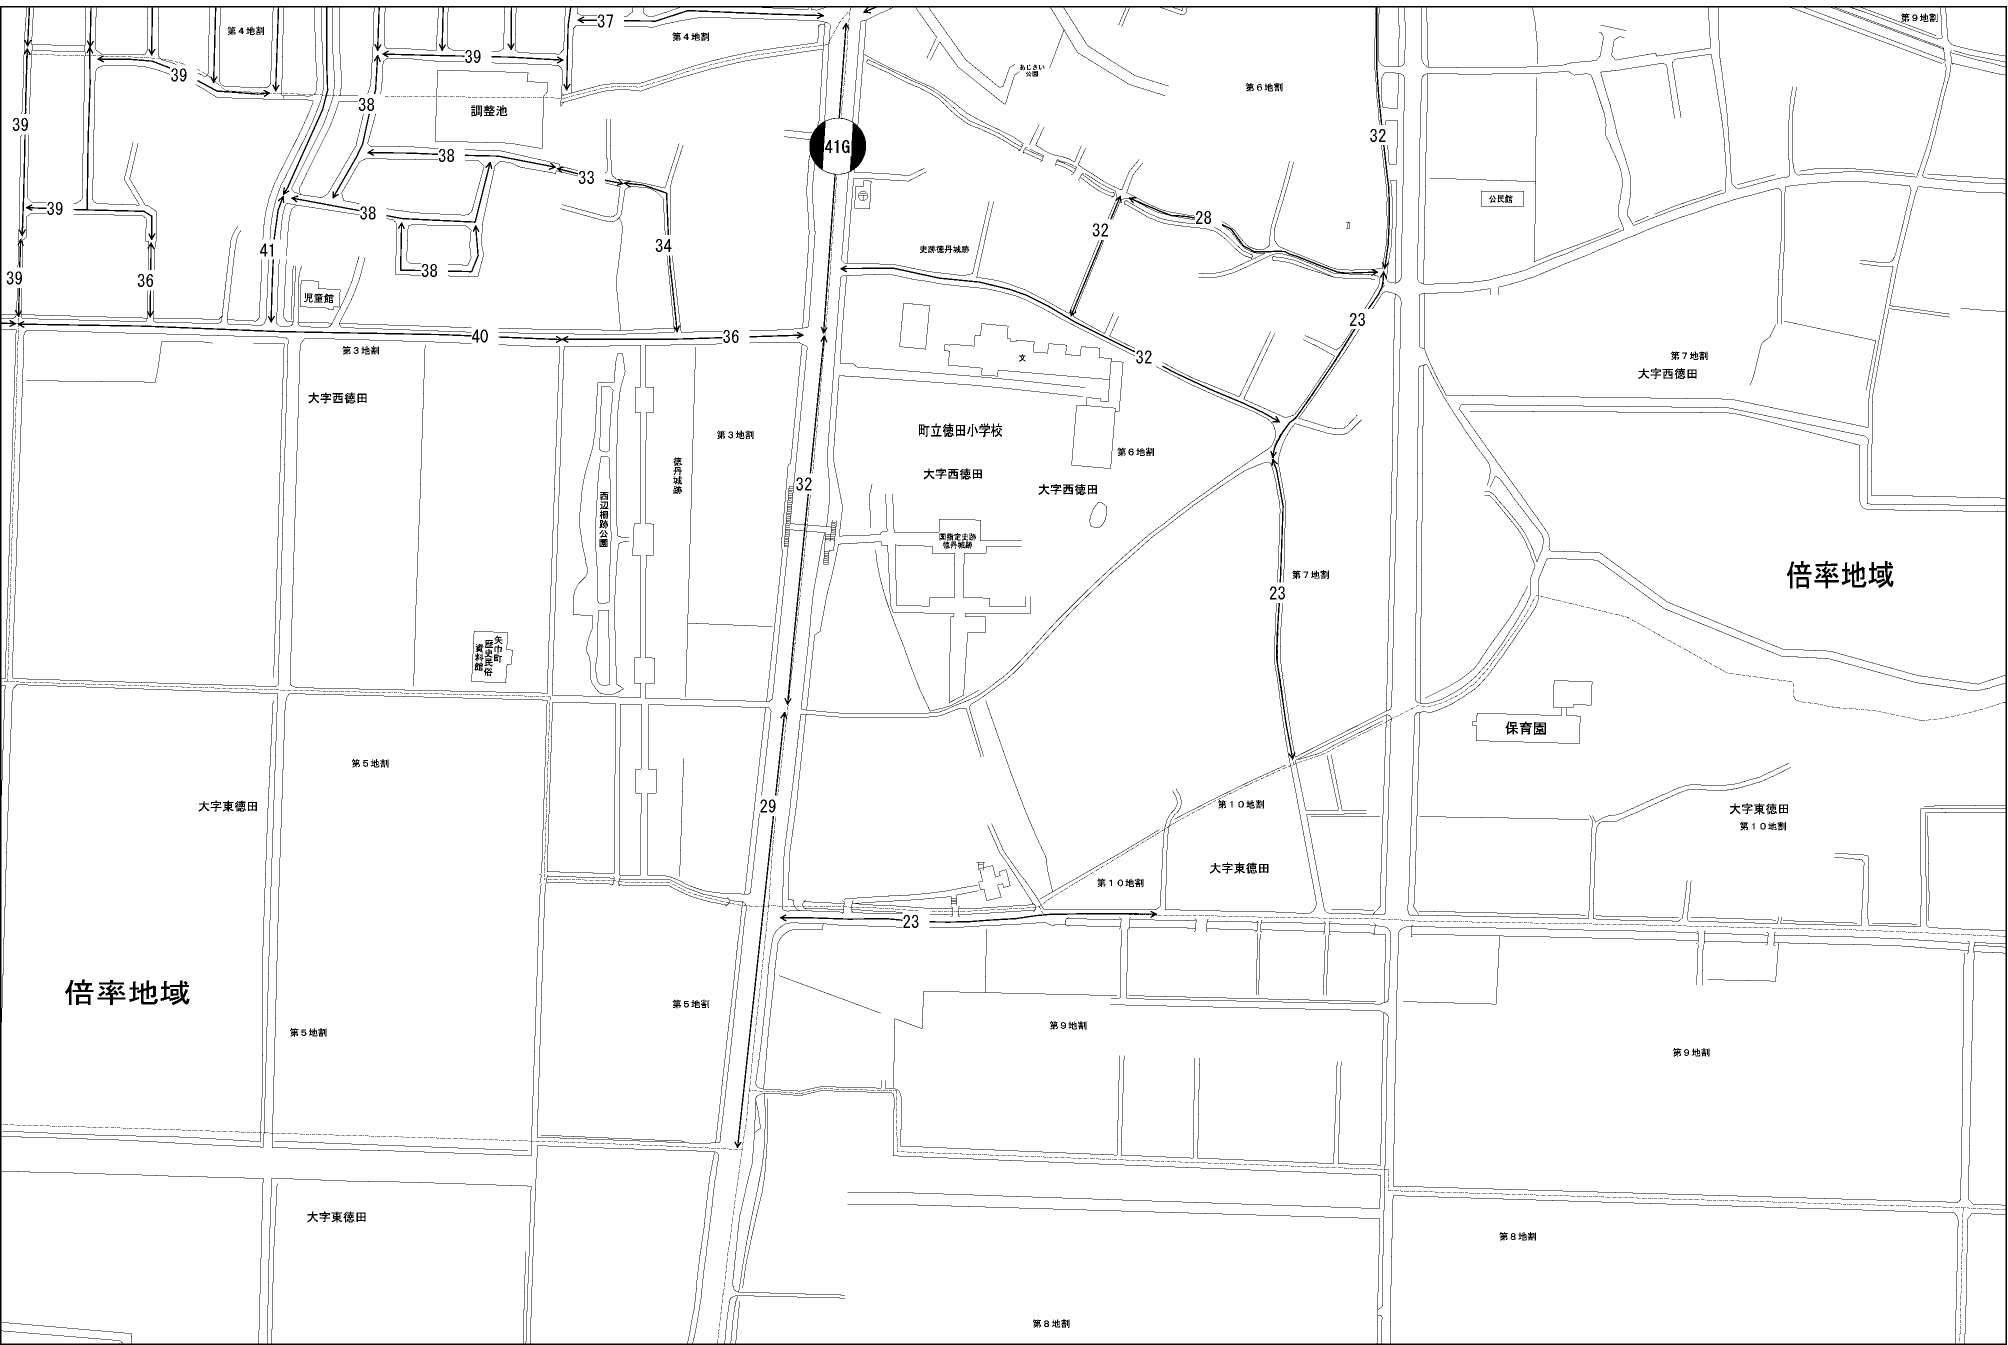 37
第９地割
第４地割
第４地割
39
39
あじさい
公園
第６地割
38
調整池
39
32
41G
38
33
公民館
39
38
28
32
34
41
史跡徳丹城跡
38
39
36
児童館
23
40
36
第３地割
32
文
第７地割
大字西徳田
大字西徳田
町立徳田小学校
第３地割
第６地割
徳丹城跡
大字西徳田
大字西徳田
32
西辺柵跡公園
国指定史跡
徳丹城跡
第７地割
倍率地域
23
矢巾町
歴史民俗
資料館
保育園
第５地割
29
大字東徳田
第１０地割
大字東徳田
第１０地割
大字東徳田
第１０地割
23
倍率地域
第５地割
第５地割
第９地割
第９地割
大字東徳田
第８地割
第８地割